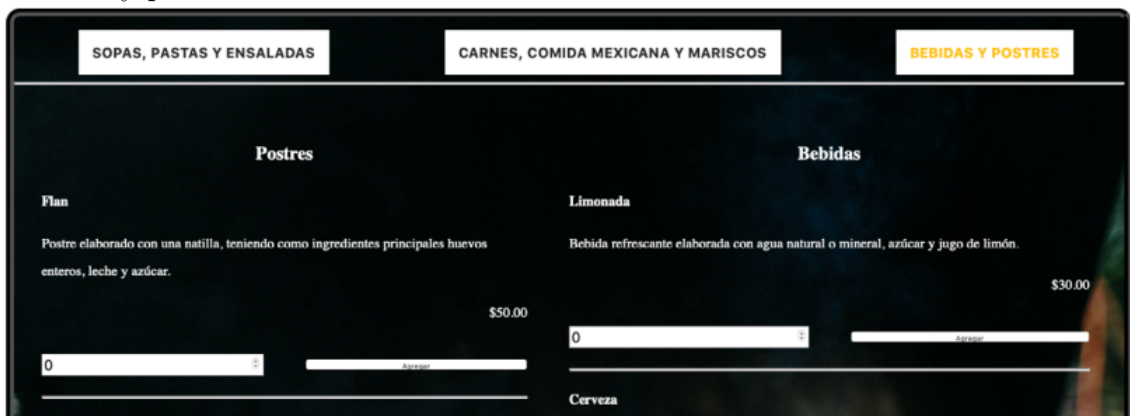 SOPAS, PASTAS Y ENSALADAS
CARNES, COMIDA MEXICANA Y MARISCOS
BEBIDAS Y POSTRES
Postres
Flan
Postre elaborado con una natilla, teniendo como ingredientes principales huevos
enteros, leche y azúcar.
$50.00
0
Agregar
Bebidas
Limonada
Bebida refrescante elaborada con agua natural o mineral, azúcar y jugo de limón.
$30.00
0
Agregar
Cerveza